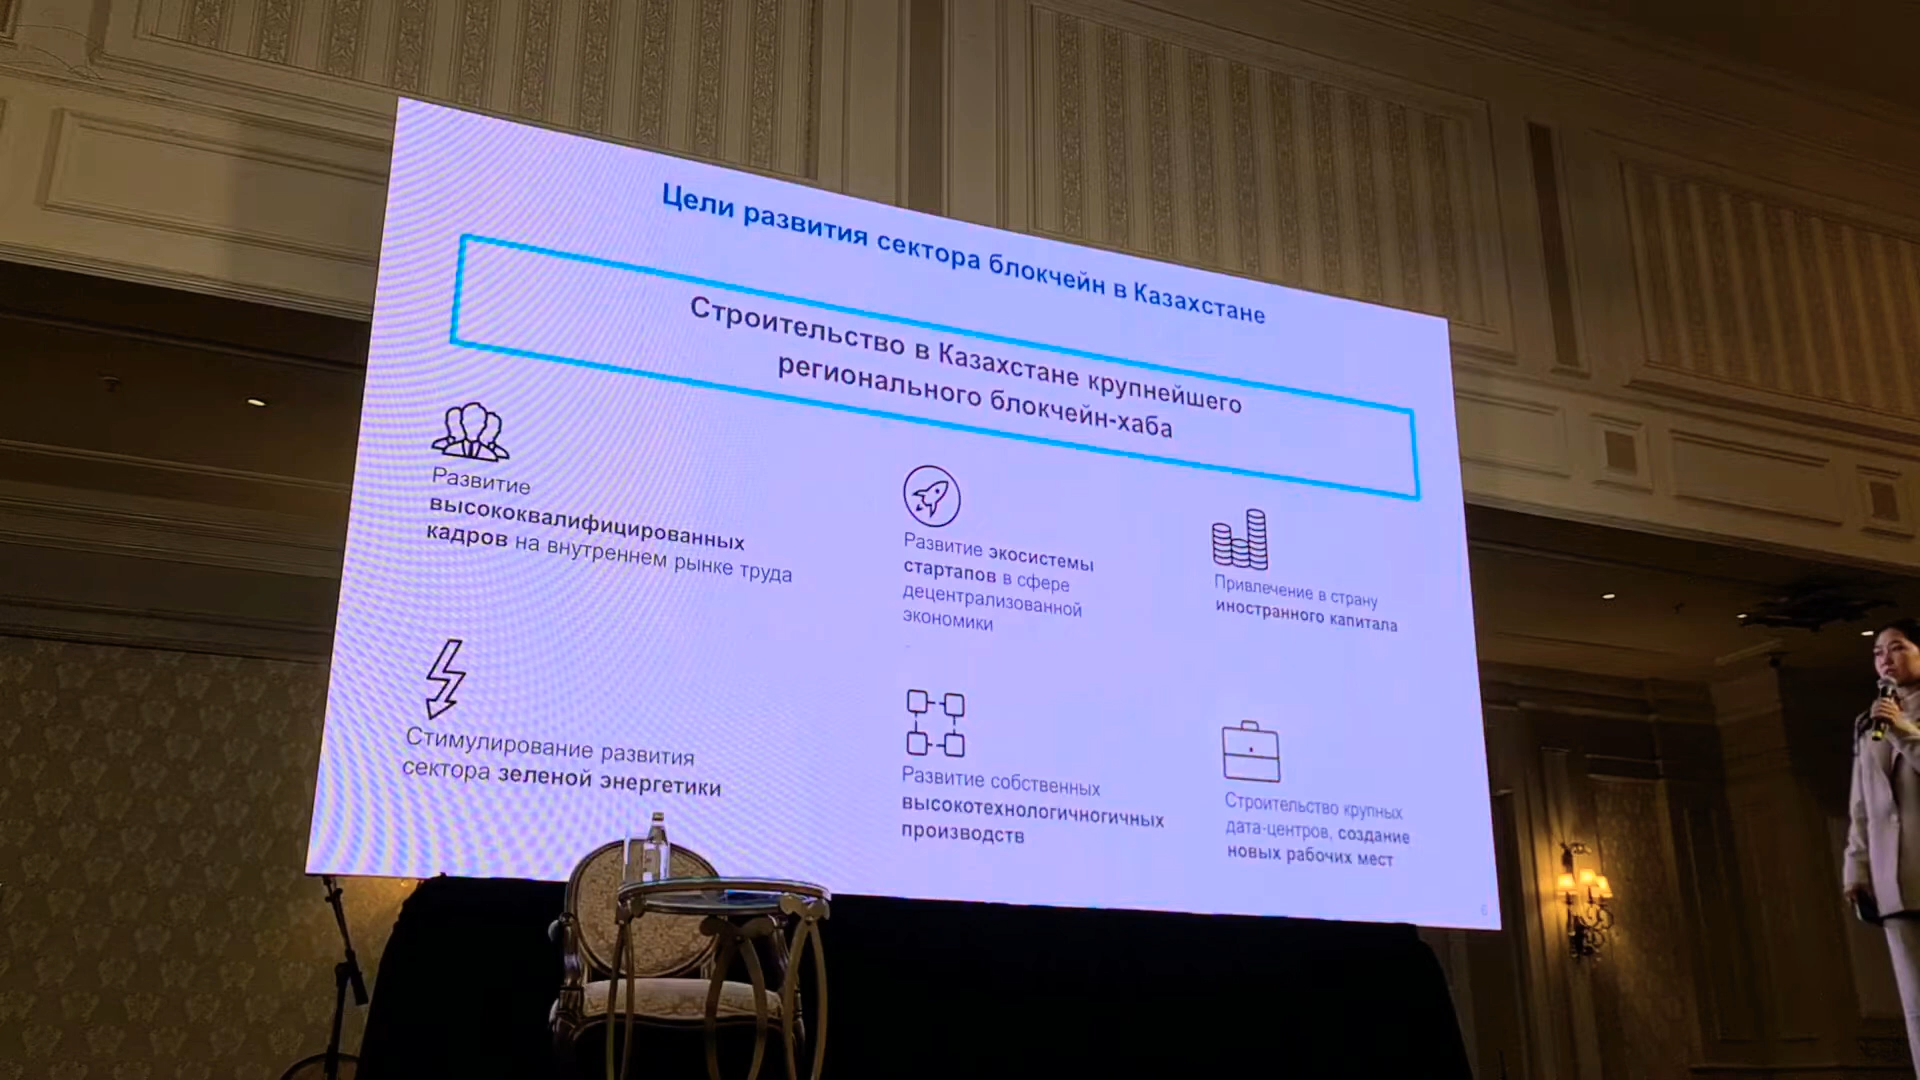 Цели развития сектора блокчейн в Казахстане
Строительство в Казахстане крупнейшего
регионального блокчейн-хаба
Развитие
высококвалифицированных
кадров на внутреннем рынке труда
Развитие экосистемы
стартапов в сфере
децентрализованной
экономики
Привлечение в страну
иностранного капитала
Стимулирование развития
сектора зеленой энергетики
Развитие собственных
высокотехнологичногичных
производств
Строительство крупных
дата-центров, создание
новых рабочих мест
6